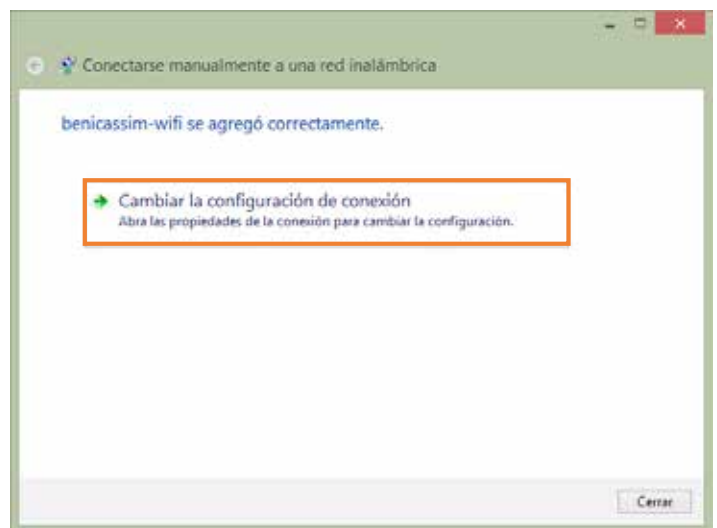 Conectarse manualmente a una red inalámbrica
benicassim-wifi se agregó correctamente.
Cambiar la configuración de conexión
Abra las propiedades de la conexión para cambiar la configuración.
Cerrar